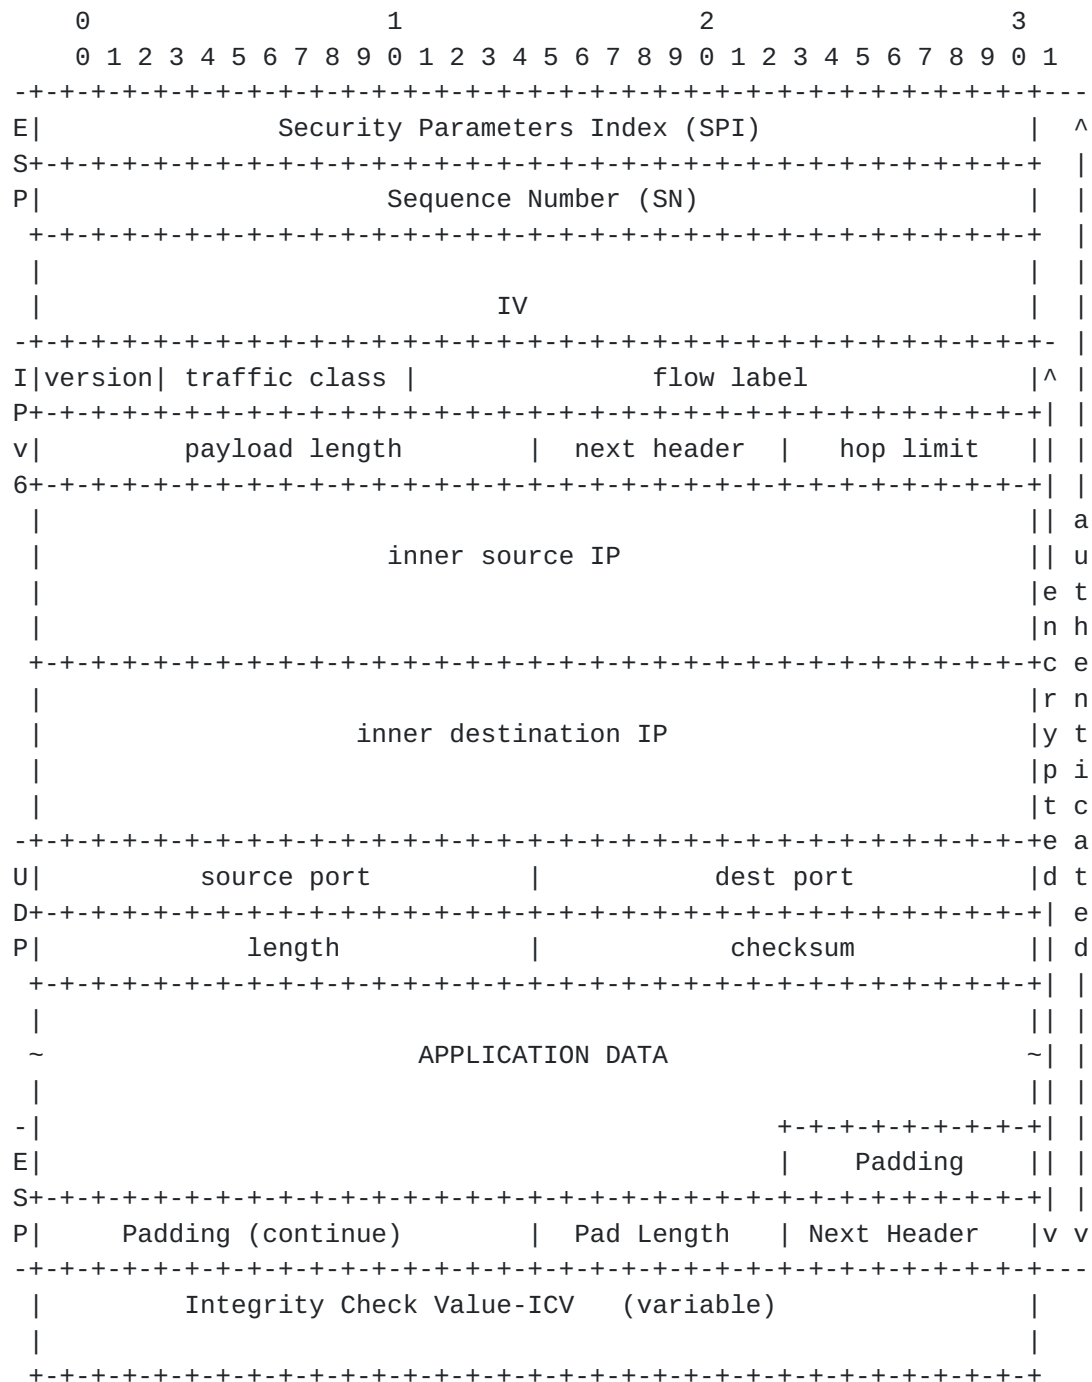 0                   1                   2                   3
    0 1 2 3 4 5 6 7 8 9 0 1 2 3 4 5 6 7 8 9 0 1 2 3 4 5 6 7 8 9 0 1
-+-+-+-+-+-+-+-+-+-+-+-+-+-+-+-+-+-+-+-+-+-+-+-+-+-+-+-+-+-+-+-+-+---
E|               Security Parameters Index (SPI)                 |  ^
S+-+-+-+-+-+-+-+-+-+-+-+-+-+-+-+-+-+-+-+-+-+-+-+-+-+-+-+-+-+-+-+-+  |
P|                      Sequence Number (SN)                     |  |
 +-+-+-+-+-+-+-+-+-+-+-+-+-+-+-+-+-+-+-+-+-+-+-+-+-+-+-+-+-+-+-+-+  |
 |                                                               |  |
 |                             IV                                |  |
-+-+-+-+-+-+-+-+-+-+-+-+-+-+-+-+-+-+-+-+-+-+-+-+-+-+-+-+-+-+-+-+-+- |
I|version| traffic class |               flow label              |^ |
P+-+-+-+-+-+-+-+-+-+-+-+-+-+-+-+-+-+-+-+-+-+-+-+-+-+-+-+-+-+-+-+-+| |
v|         payload length        |  next header  |   hop limit   || |
6+-+-+-+-+-+-+-+-+-+-+-+-+-+-+-+-+-+-+-+-+-+-+-+-+-+-+-+-+-+-+-+-+| |
 |                                                               || a
 |                      inner source IP                          || u
 |                                                               |e t
 |                                                               |n h
 +-+-+-+-+-+-+-+-+-+-+-+-+-+-+-+-+-+-+-+-+-+-+-+-+-+-+-+-+-+-+-+-+c e
 |                                                               |r n
 |                    inner destination IP                       |y t
 |                                                               |p i
 |                                                               |t c
-+-+-+-+-+-+-+-+-+-+-+-+-+-+-+-+-+-+-+-+-+-+-+-+-+-+-+-+-+-+-+-+-+e a
U|          source port          |           dest port           |d t
D+-+-+-+-+-+-+-+-+-+-+-+-+-+-+-+-+-+-+-+-+-+-+-+-+-+-+-+-+-+-+-+-+| e
P|             length            |            checksum           || d
 +-+-+-+-+-+-+-+-+-+-+-+-+-+-+-+-+-+-+-+-+-+-+-+-+-+-+-+-+-+-+-+-+| |
 |                                                               || |
 ~                        APPLICATION DATA                       ~| |
 |                                                               || |
-|                                               +-+-+-+-+-+-+-+-+| |
E|                                               |    Padding    || |
S+-+-+-+-+-+-+-+-+-+-+-+-+-+-+-+-+-+-+-+-+-+-+-+-+-+-+-+-+-+-+-+-+| |
P|     Padding (continue)        |  Pad Length   | Next Header   |v v
-+-+-+-+-+-+-+-+-+-+-+-+-+-+-+-+-+-+-+-+-+-+-+-+-+-+-+-+-+-+-+-+-+---
 |         Integrity Check Value-ICV   (variable)                |
 |                                                               |
 +-+-+-+-+-+-+-+-+-+-+-+-+-+-+-+-+-+-+-+-+-+-+-+-+-+-+-+-+-+-+-+-+